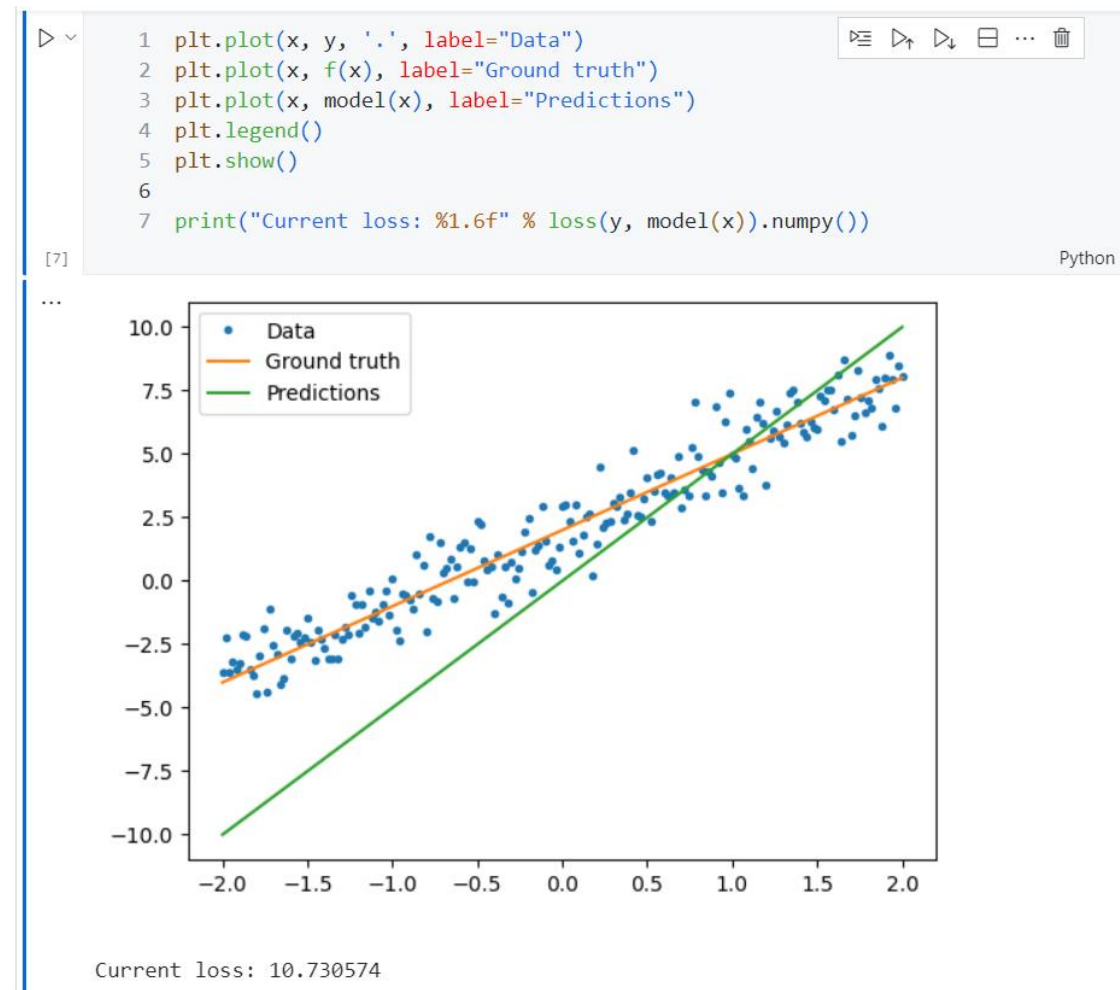 1 plt.plot(x, y, '.', label="Data")
2 plt.plot(x, f(x), label="Ground truth")
3 plt.plot(x, model(x), label="Predictions")
4 plt.legend()
5 plt.show()
6
7 print("Current loss: %1.6f" % loss(y, model(x)).numpy())
[7]
Python
...
Data
Ground truth
Predictions
10.0
7.5
5.0
2.5
0.0
−2.5
−5.0
−7.5
−10.0
−2.0 −1.5 −1.0 −0.5 0.0 0.5 1.0 1.5 2.0
Current loss: 10.730574